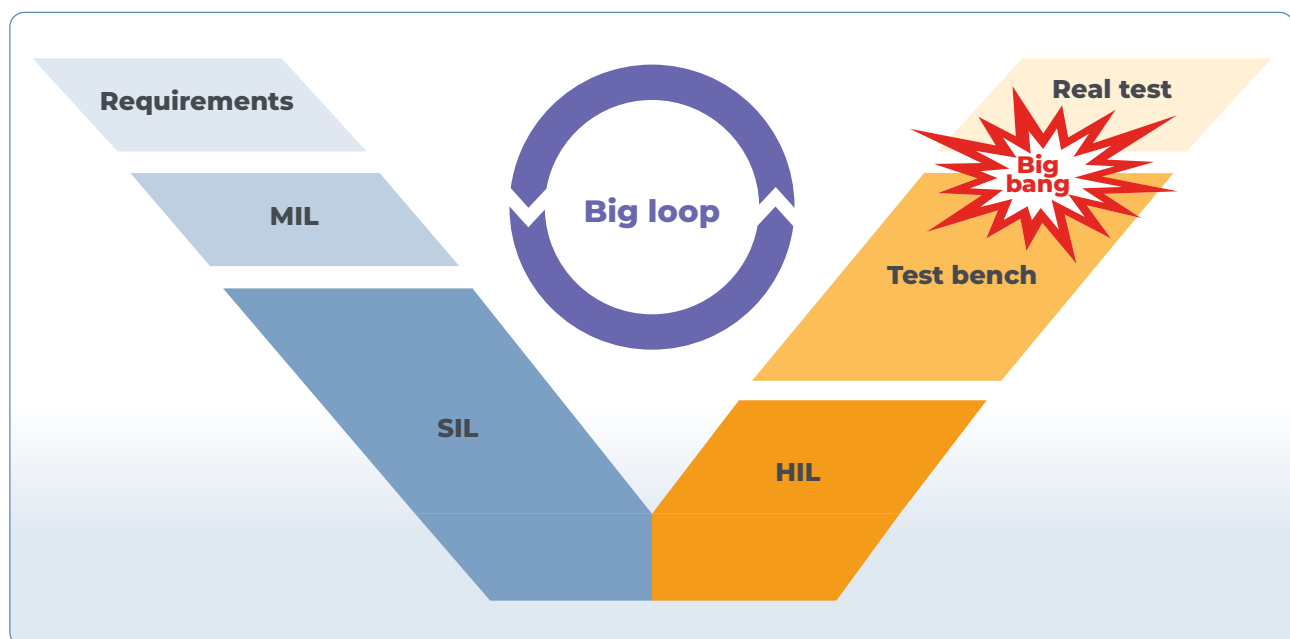 Requirements
Real test
MIL
Big loop
Big
bang
Test bench
SIL
HIL